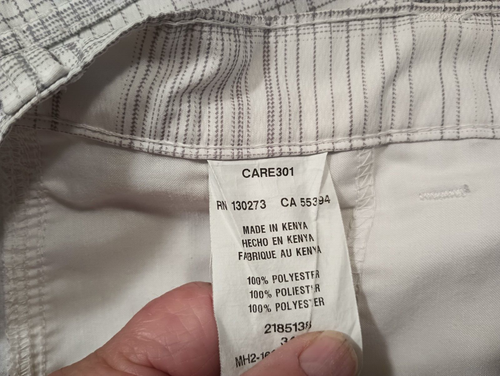 CARE301
RN 130273 CA 55394
MADE IN KENYA
HECHO EN KENYA
FABRIQUE AU KENYA
100% POLYESTER
100% POLIESTER
100% POLYESTER